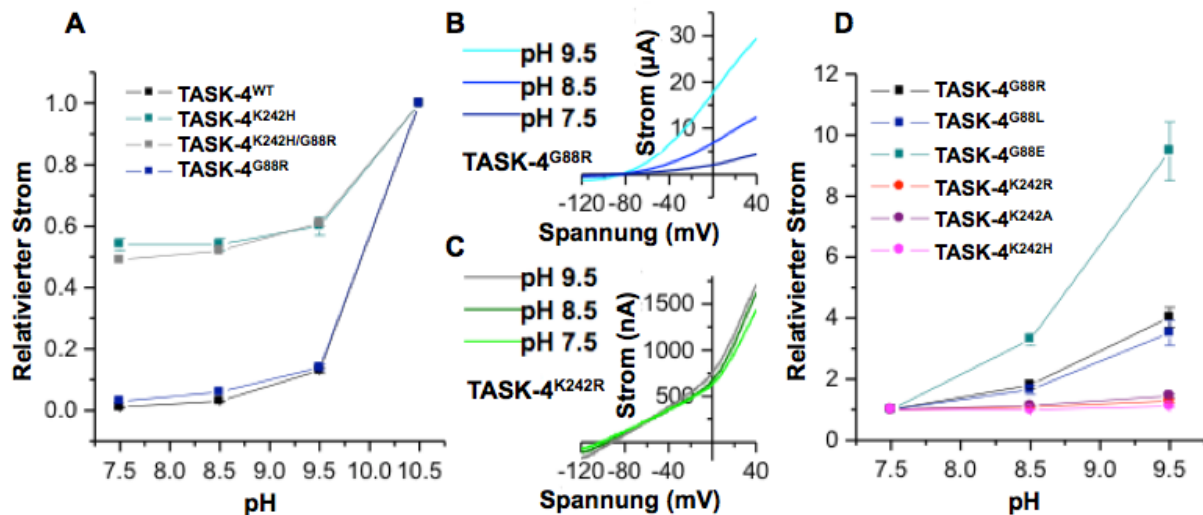 A
TASK-4WT
TASK-4K242H
TASK-4K242H/G88R
TASK-4G88R
Relativierter Strom
1.0
0.8
0.6
0.4
0.2
0.0
7.5 8.0 8.5 9.0 9.5 10.0 10.5
pH
B
pH 9.5
pH 8.5
pH 7.5
TASK-4G88R
Strom (µA)
30
20
10
-120 -80 -40 0 40
Spannung (mV)
C
pH 9.5
pH 8.5
pH 7.5
TASK-4K242R
Strom (nA)
1500
1000
500
-120 -80 -40 0 40
Spannung (mV)
D
TASK-4G88R
TASK-4G88L
TASK-4G88E
TASK-4K242R
TASK-4K242A
TASK-4K242H
Relativierter Strom
12
10
8
6
4
2
0
7.5 8.0 8.5 9.0 9.5
pH